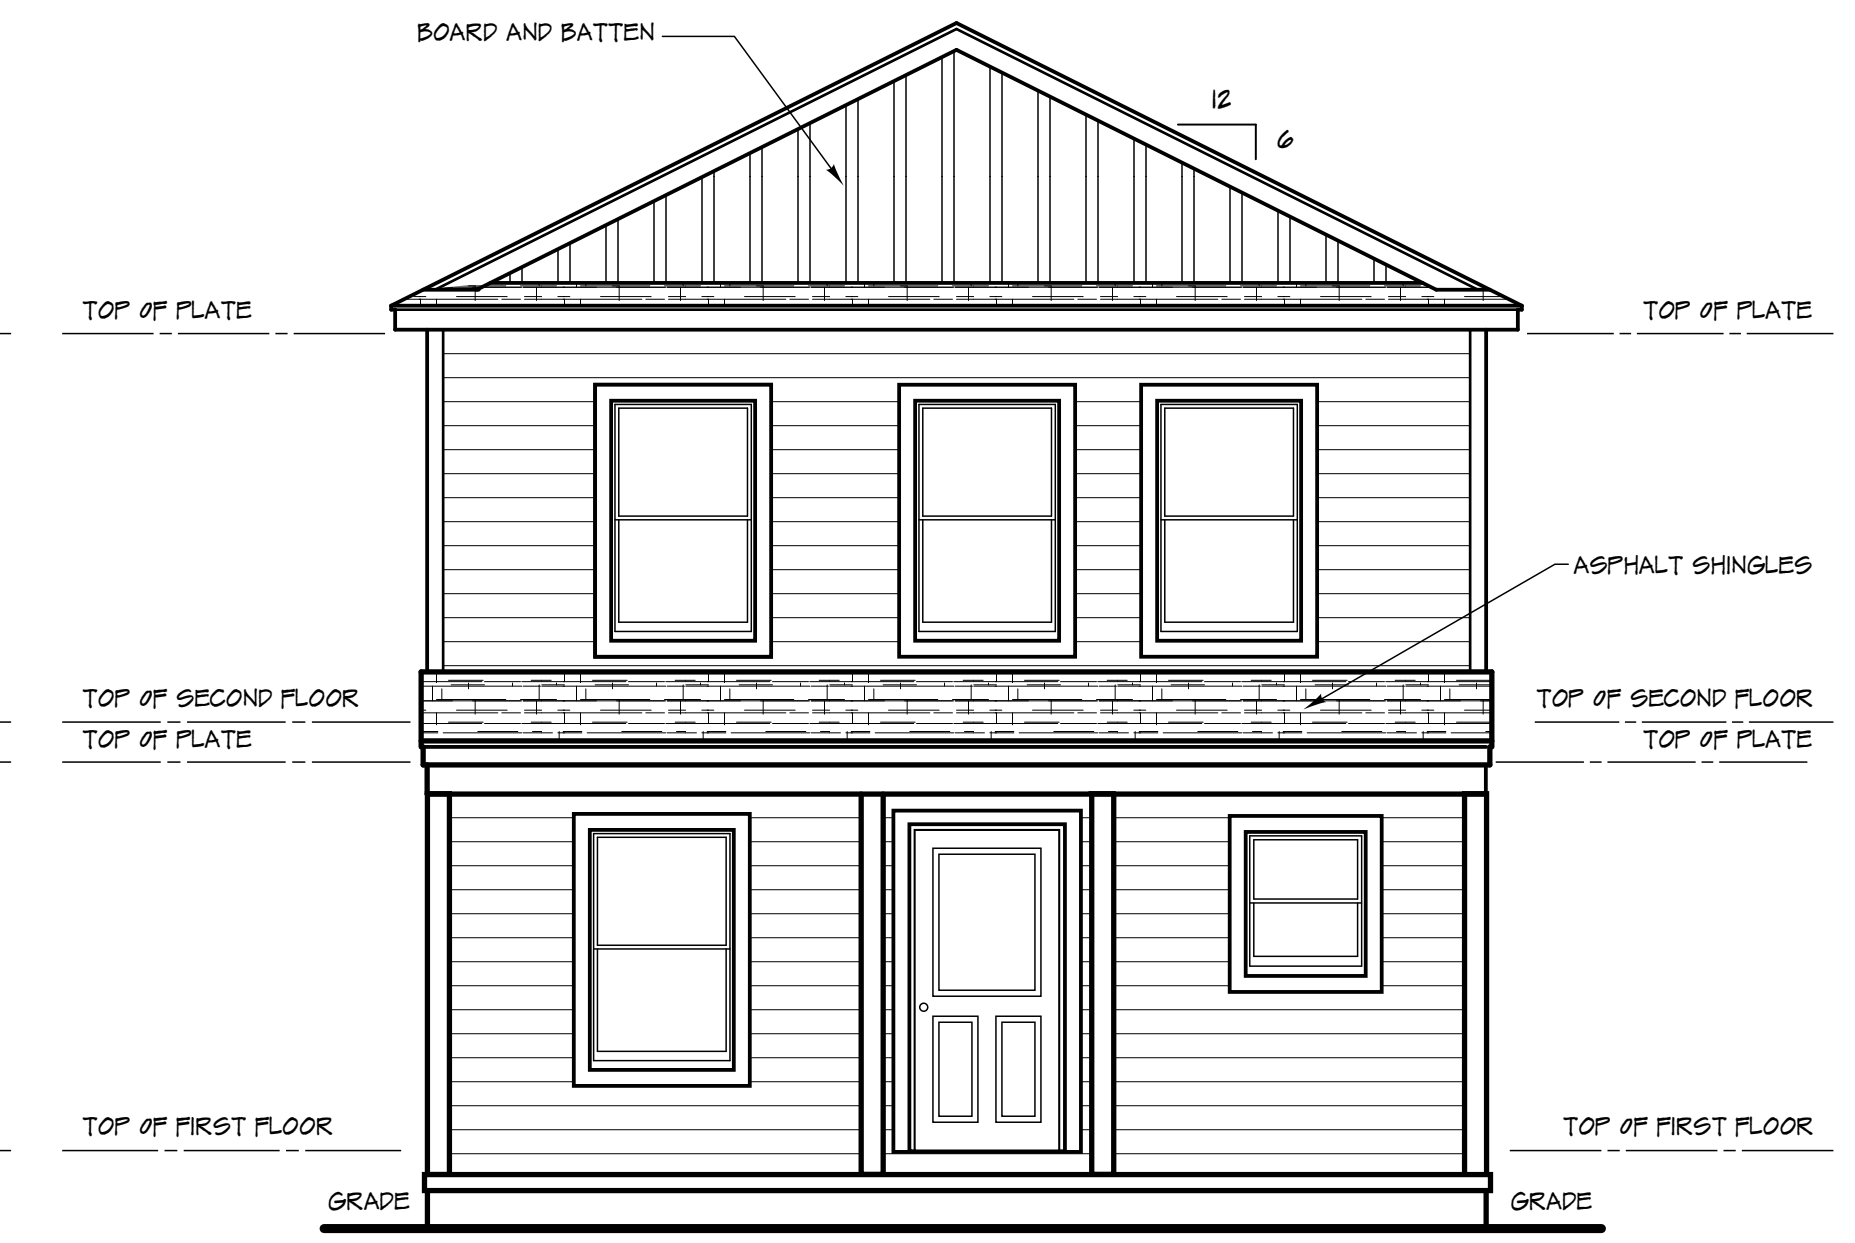 BOARD AND BATTEN
12
6
TOP OF PLATE
TOP OF PLATE
ASPHALT SHINGLES
TOP OF SECOND FLOOR
TOP OF SECOND FLOOR
TOP OF PLATE
TOP OF PLATE
TOP OF FIRST FLOOR
TOP OF FIRST FLOOR
GRADE
GRADE